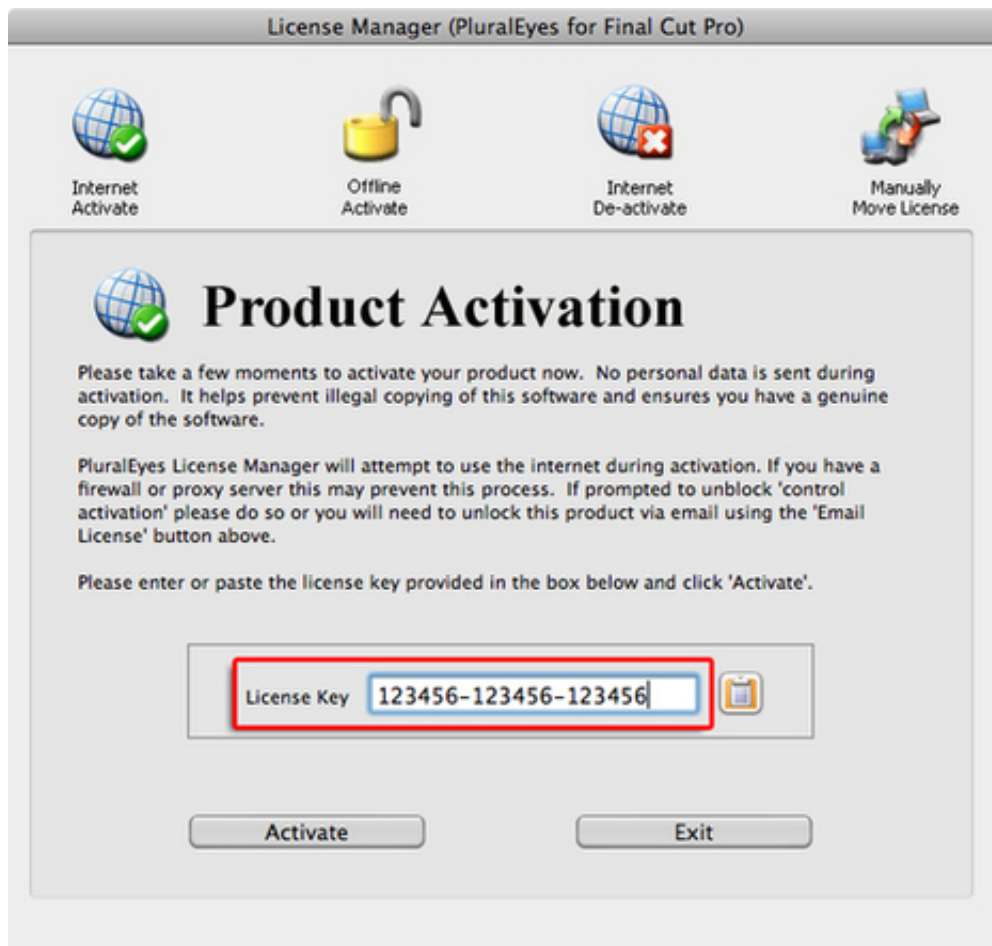 License Manager (PluralEyes for Final Cut Pro)
Internet Activate
Offline Activate
Internet De-activate
Manually Move License
Product Activation
Please take a few moments to activate your product now.  No personal data is sent during
activation.  It helps prevent illegal copying of this software and ensures you have a genuine
copy of the software.
PluralEyes License Manager will attempt to use the internet during activation. If you have a
firewall or proxy server this may prevent this process.  If prompted to unblock 'control
activation' please do so or you will need to unlock this product via email using the 'Email
License' button above.
Please enter or paste the license key provided in the box below and click 'Activate'.
License Key 123456-123456-123456
Activate
Exit